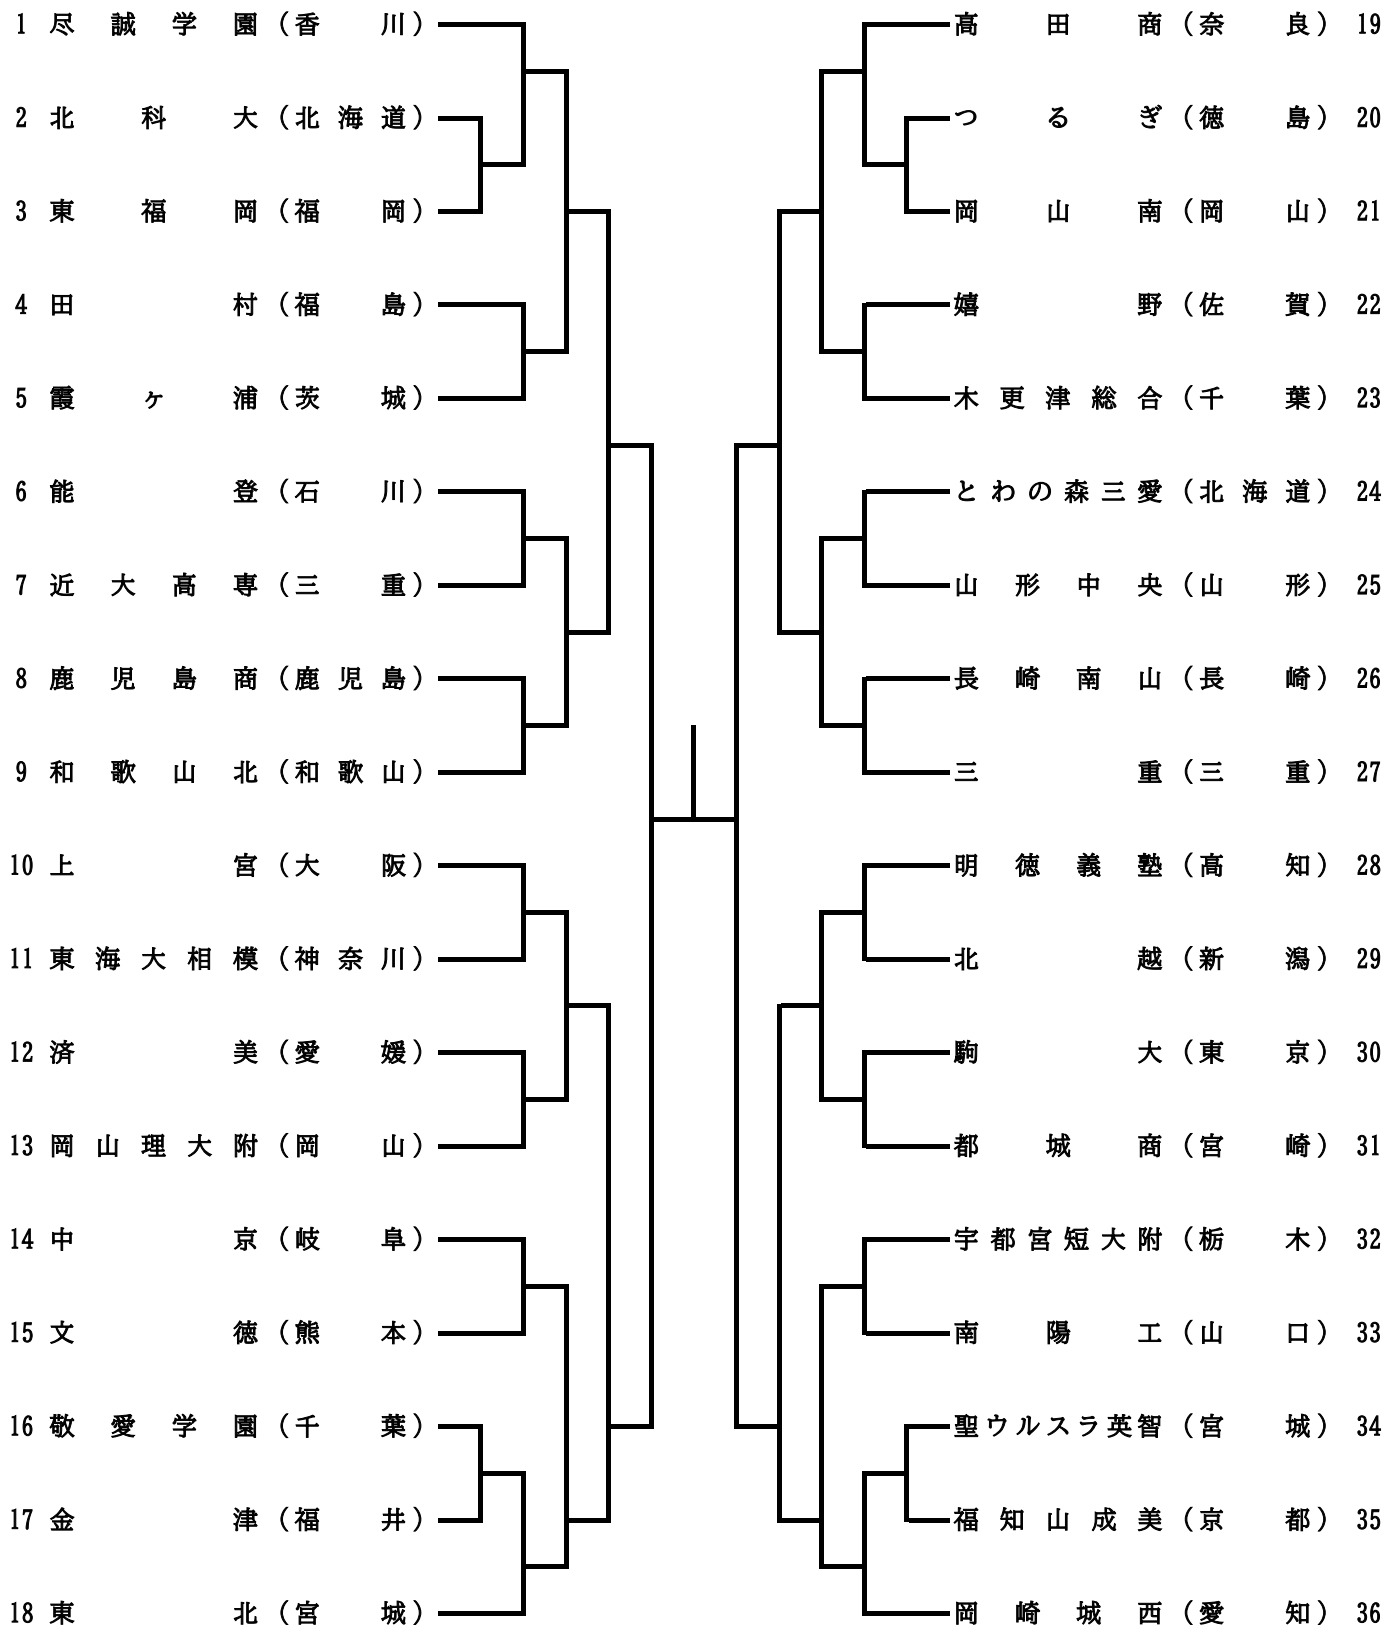 1 尽誠学園（香川）
2 北科大（北海道）
3 東福岡（福岡）
4 田村（福島）
5 霞ヶ浦（茨城）
6 能登（石川）
7 近大高専（三重）
8 鹿児島商（鹿児島）
9 和歌山北（和歌山）
10 上宮（大阪）
11 東海大相模（神奈川）
12 済美（愛媛）
13 岡山理大附（岡山）
14 中京（岐阜）
15 文徳（熊本）
16 敬愛学園（千葉）
17 金津（福井）
18 東北（宮城）
高田商（奈良） 19
つるぎ（徳島） 20
岡山南（岡山） 21
嬉野（佐賀） 22
木更津総合（千葉） 23
とわの森三愛（北海道） 24
山形中央（山形） 25
長崎南山（長崎） 26
三重（三重） 27
明徳義塾（高知） 28
北越（新潟） 29
駒大（東京） 30
都城商（宮崎） 31
宇都宮短大附（栃木） 32
南陽工（山口） 33
聖ウルスラ英智（宮城） 34
福知山成美（京都） 35
岡崎城西（愛知） 36